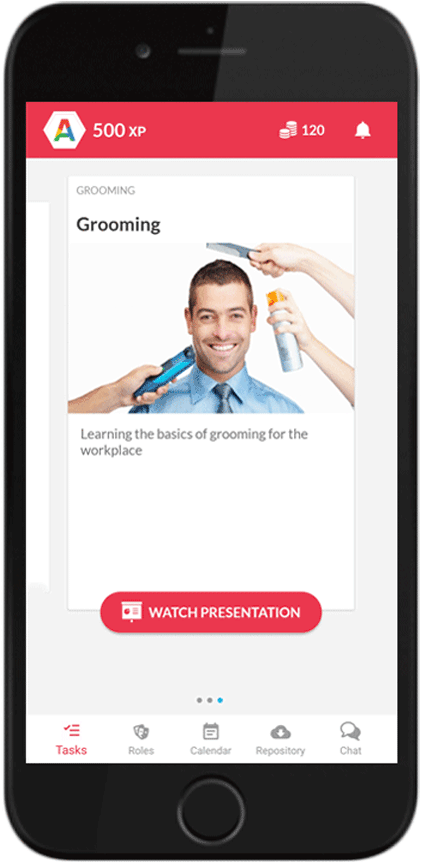 A 500 XP 120
GROOMING
Grooming
Learning the basics of grooming for the
workplace
WATCH PRESENTATION
Tasks Roles Calendar Repository Chat